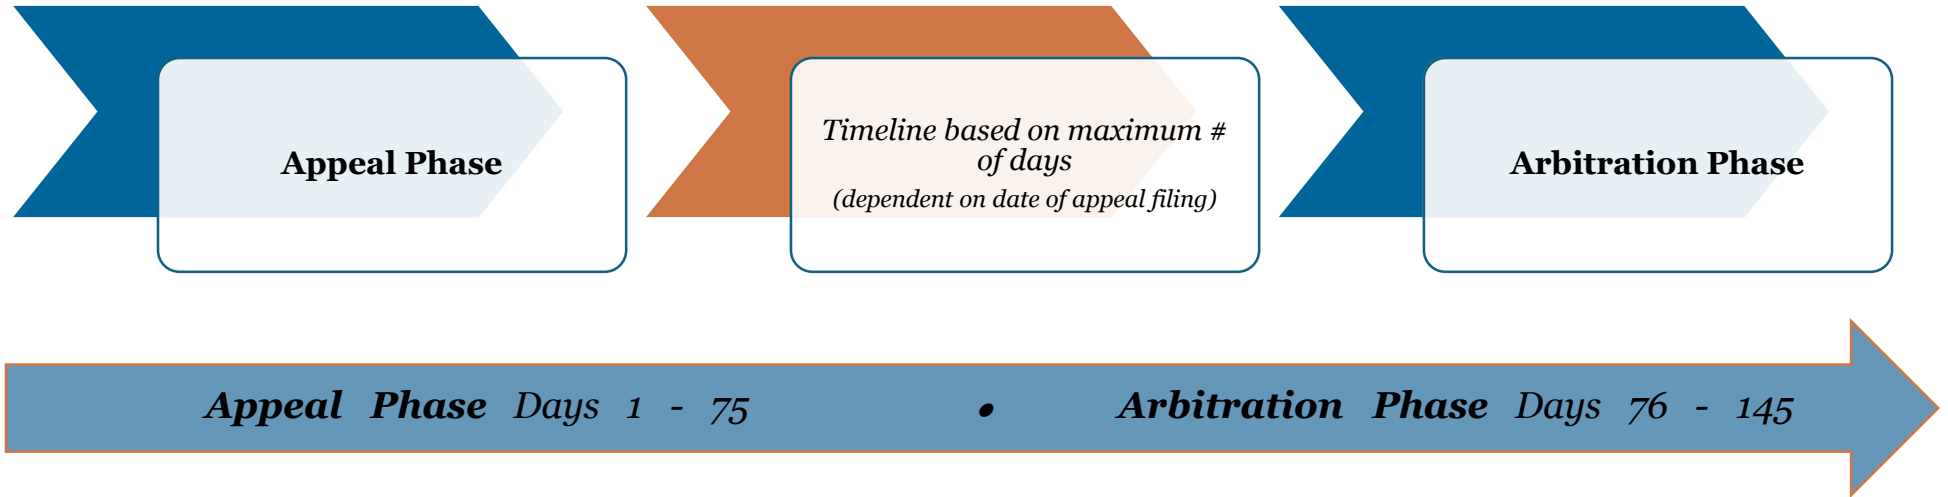 Appeal Phase
Timeline based on maximum #
of days
(dependent on date of appeal filing)
Arbitration Phase
Appeal Phase Days 1 - 75 • Arbitration Phase Days 76 - 145